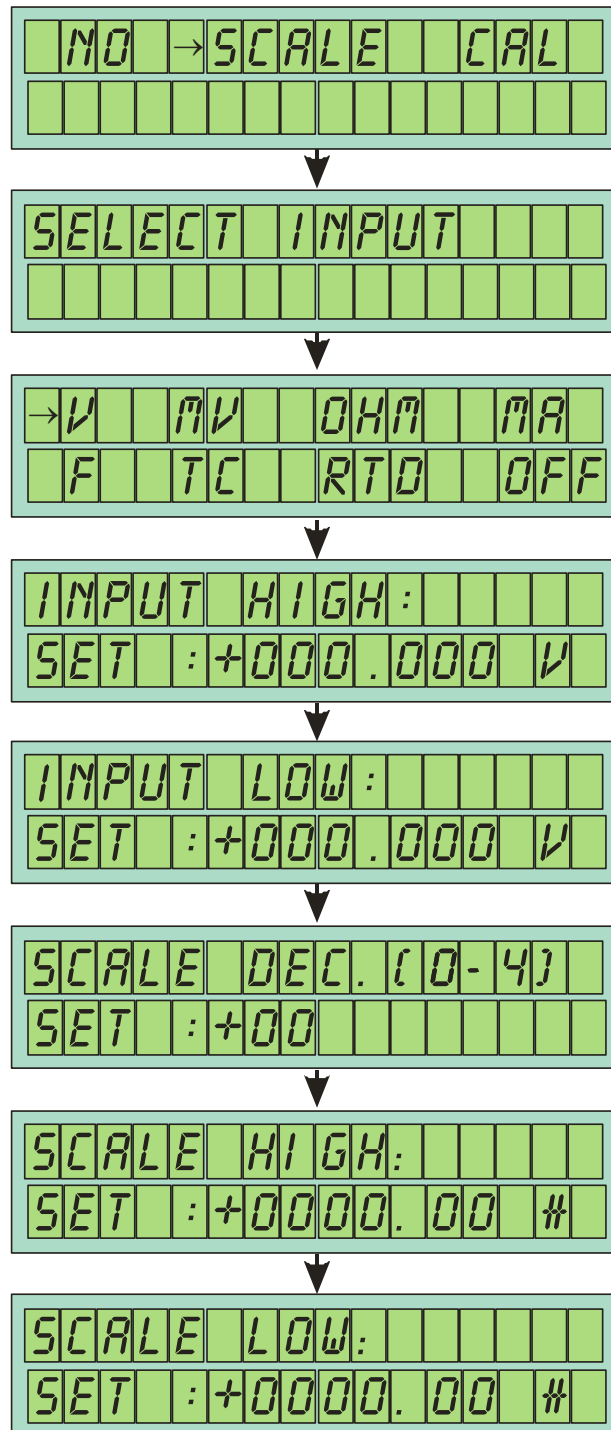 NO →SCALE CAL
SELECT INPUT
→V MV OHM MA
F TC RTD OFF
INPUT HIGH:
SET :+000.000 V
INPUT LOW:
SET :+000.000 V
SCALE DEC.(0-4)
SET :+00
SCALE HIGH:
SET :+0000.00 #
SCALE LOW:
SET :+0000.00 #